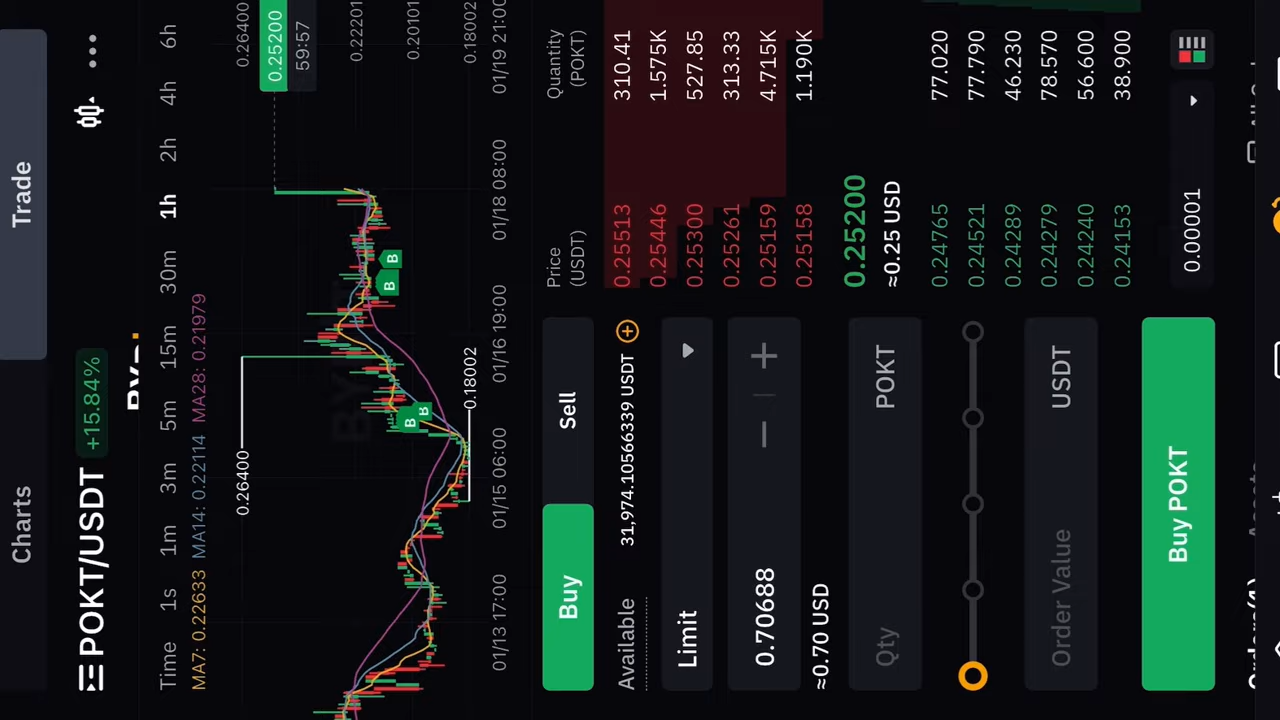 Charts Trade
POKT/USDT +15.84%
Time 1s 1m 3m 5m 15m 30m 1h 2h 4h 6h
MA7: 0.22633 MA14: 0.22114 MA28: 0.21979
0.26400
0.26400
0.25200
59:57
0.22201
0.20101
0.18002
0.18002
B
B
B
B
01/13 17:00 01/15 06:00 01/16 19:00 01/18 08:00 01/19 21:00
Buy Sell
Available 31,974.10566339 USDT
Limit
0.70688
≈0.70 USD
Qty POKT
Order Value USDT
Buy POKT
Price
(USDT)
Quantity
(POKT)
0.25513 310.41
0.25446 1.575K
0.25300 527.85
0.25261 313.33
0.25159 4.715K
0.25158 1.190K
0.25200
≈0.25 USD
0.24765 77.020
0.24521 77.790
0.24289 46.230
0.24279 78.570
0.24240 56.600
0.24153 38.900
0.00001